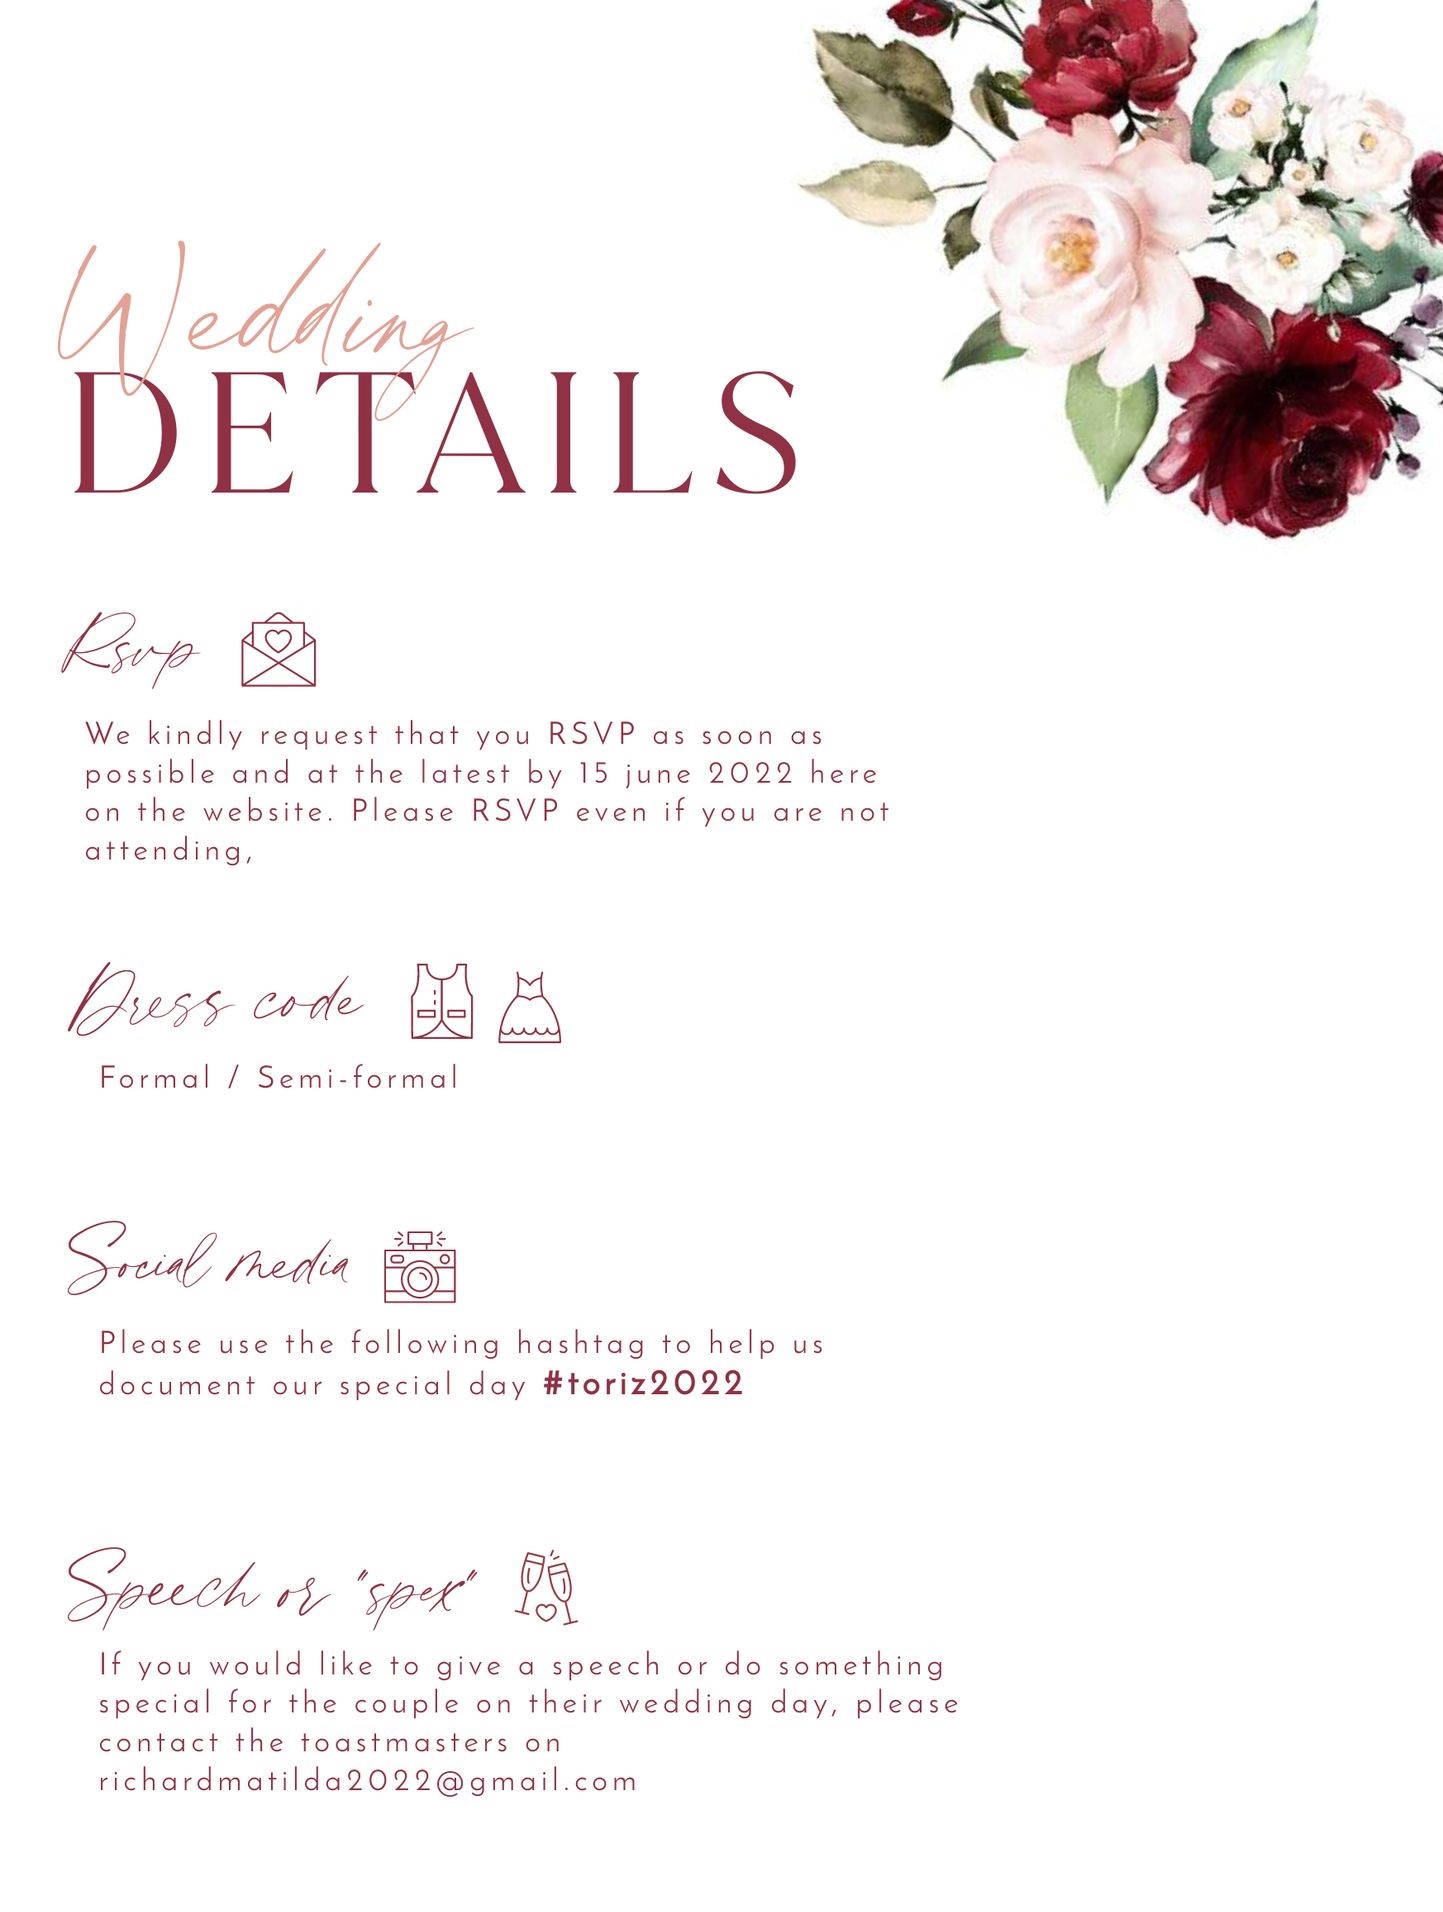 Wedding
DETAILS
Rsvp
We kindly request that you RSVP as soon as
possible and at the latest by 15 june 2022 here
on the website. Please RSVP even if you are not
attending,
Dress code
Formal / Semi-formal
Social media
Please use the following hashtag to help us
document our special day #toriz2022
Speech or "spex"
If you would like to give a speech or do something
special for the couple on their wedding day, please
contact the toastmasters on
richardmatilda2022@gmail.com